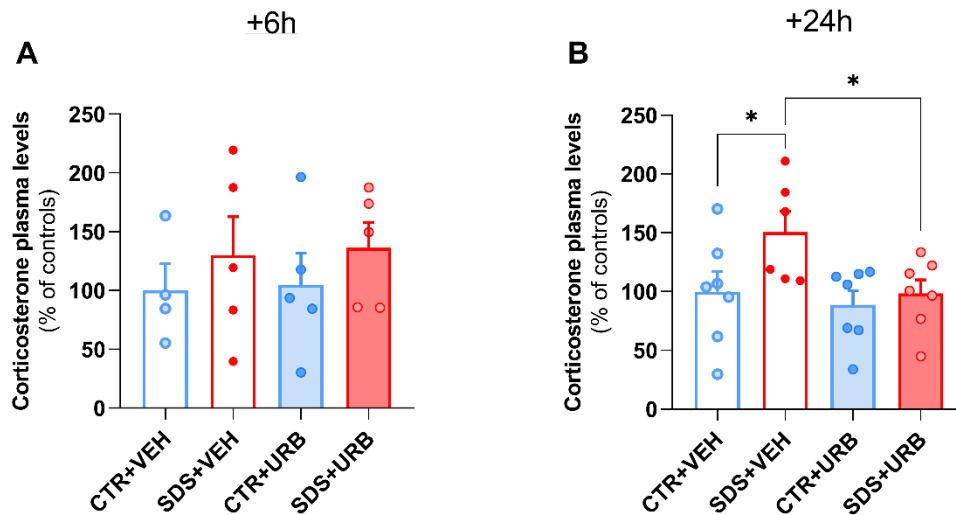 +6h
A
Corticosterone plasma levels
(% of controls)
250
200
150
100
50
0
CTR+VEH
SDS+VEH
CTR+URB
SDS+URB
+24h
B
*
*
Corticosterone plasma levels
(% of controls)
250
200
150
100
50
0
CTR+VEH
SDS+VEH
CTR+URB
SDS+URB